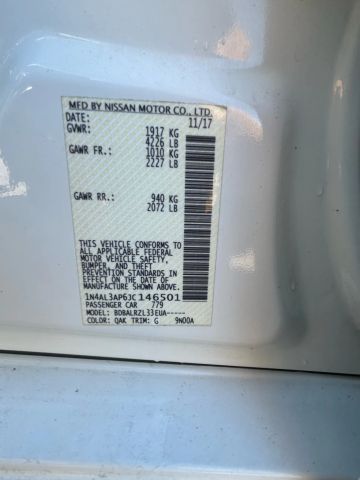 MFD BY NISSAN MOTOR CO., LTD.
DATE: 11/17
GVWR: 1917 KG
4226 LB
GAWR FR.: 1010 KG
2227 LB
GAWR RR.: 940 KG
2072 LB
THIS VEHICLE CONFORMS TO
ALL APPLICABLE FEDERAL
MOTOR VEHICLE SAFETY,
BUMPER, AND THEFT
PREVENTION STANDARDS IN
EFFECT ON THE DATE OF
MANUFACTURE SHOWN ABOVE.
1N4AL3AP6JC146501
PASSENGER CAR 779
MODEL: BDBALRZL33EUA-----
COLOR: QAK TRIM: G 9N00A